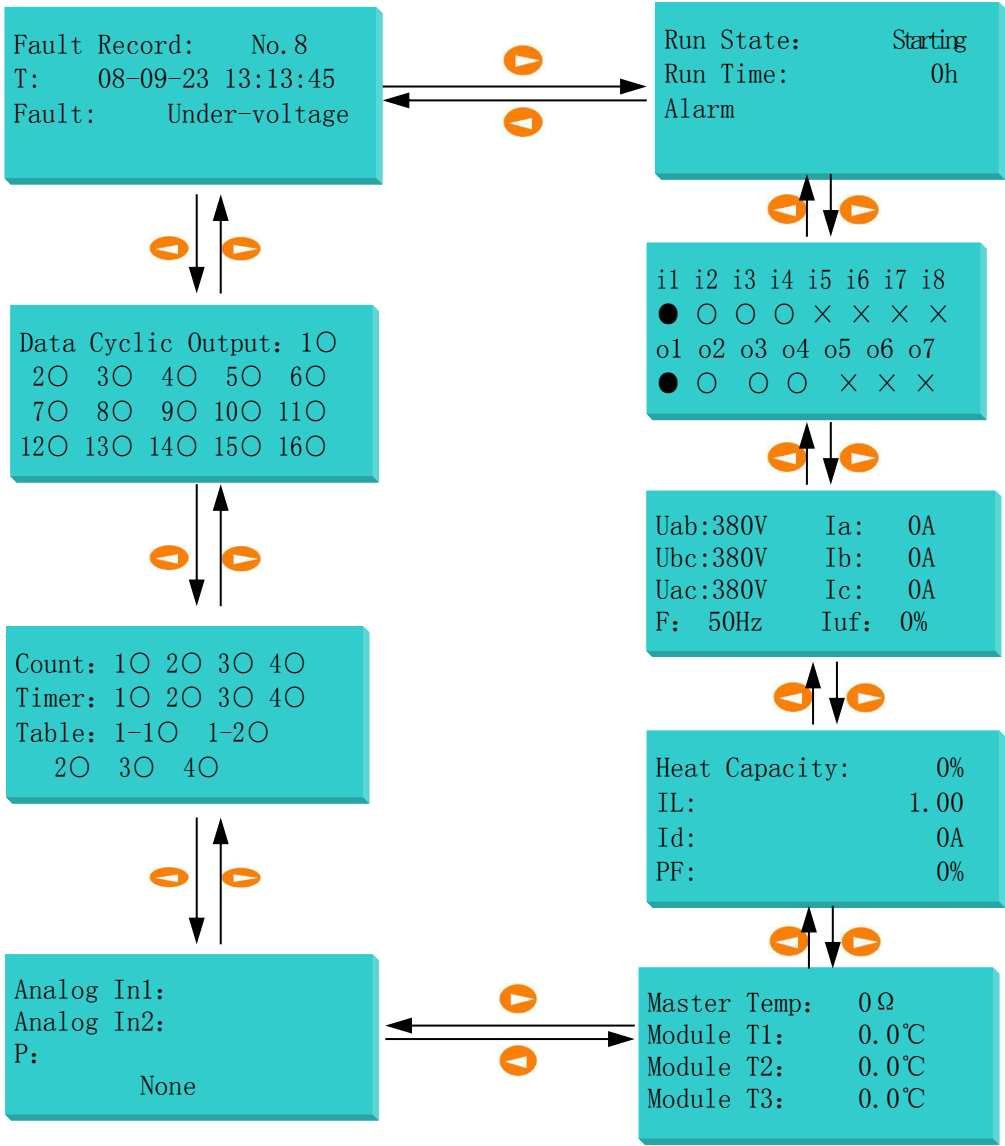 Fault Record: No.8
T: 08-09-23 13:13:45
Fault: Under-voltage
Run State: Starting
Run Time: 0h
Alarm
i1 i2 i3 i4 i5 i6 i7 i8
● ○ ○ ○ × × × ×
o1 o2 o3 o4 o5 o6 o7
● ○ ○ ○ × × ×
Data Cyclic Output: 1○
2○ 3○ 4○ 5○ 6○
7○ 8○ 9○ 10○ 11○
12○ 13○ 14○ 15○ 16○
Uab:380V Ia: 0A
Ubc:380V Ib: 0A
Uac:380V Ic: 0A
F: 50Hz Iuf: 0%
Count: 1○ 2○ 3○ 4○
Timer: 1○ 2○ 3○ 4○
Table: 1-1○ 1-2○
2○ 3○ 4○
Heat Capacity: 0%
IL: 1.00
Id: 0A
PF: 0%
Analog In1:
Analog In2:
P:
None
Master Temp: 0Ω
Module T1: 0.0℃
Module T2: 0.0℃
Module T3: 0.0℃